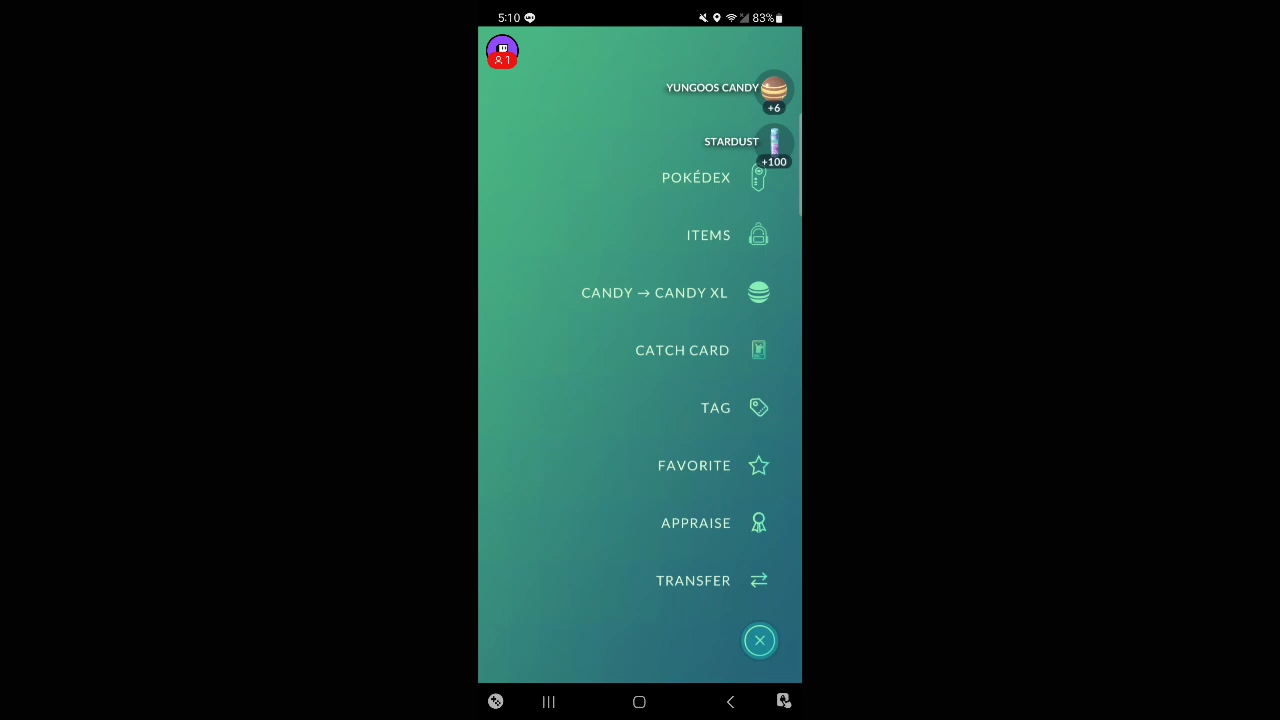 5:10
83%
1
YUNGOOS CANDY
+6
STARDUST
+100
POKÉDEX
ITEMS
CANDY → CANDY XL
CATCH CARD
TAG
FAVORITE
APPRAISE
TRANSFER